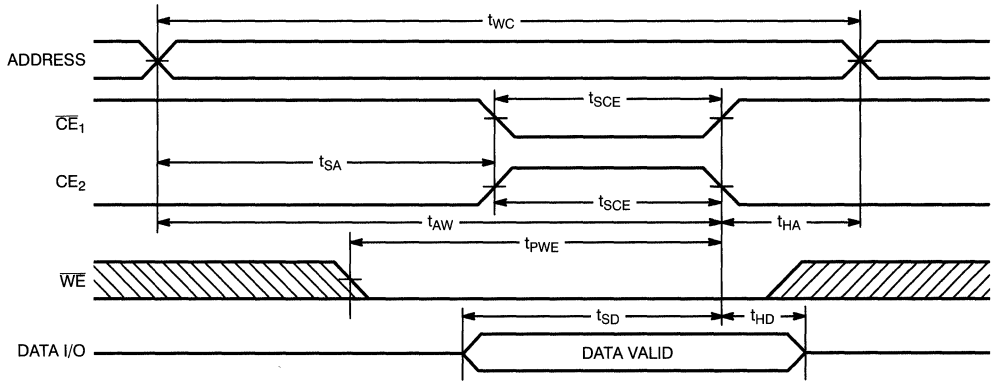 tWC
ADDRESS
tSCE
CE1
tSA
CE2
tSCE
tAW
tHA
tPWE
WE
tSD
tHD
DATA I/O
DATA VALID